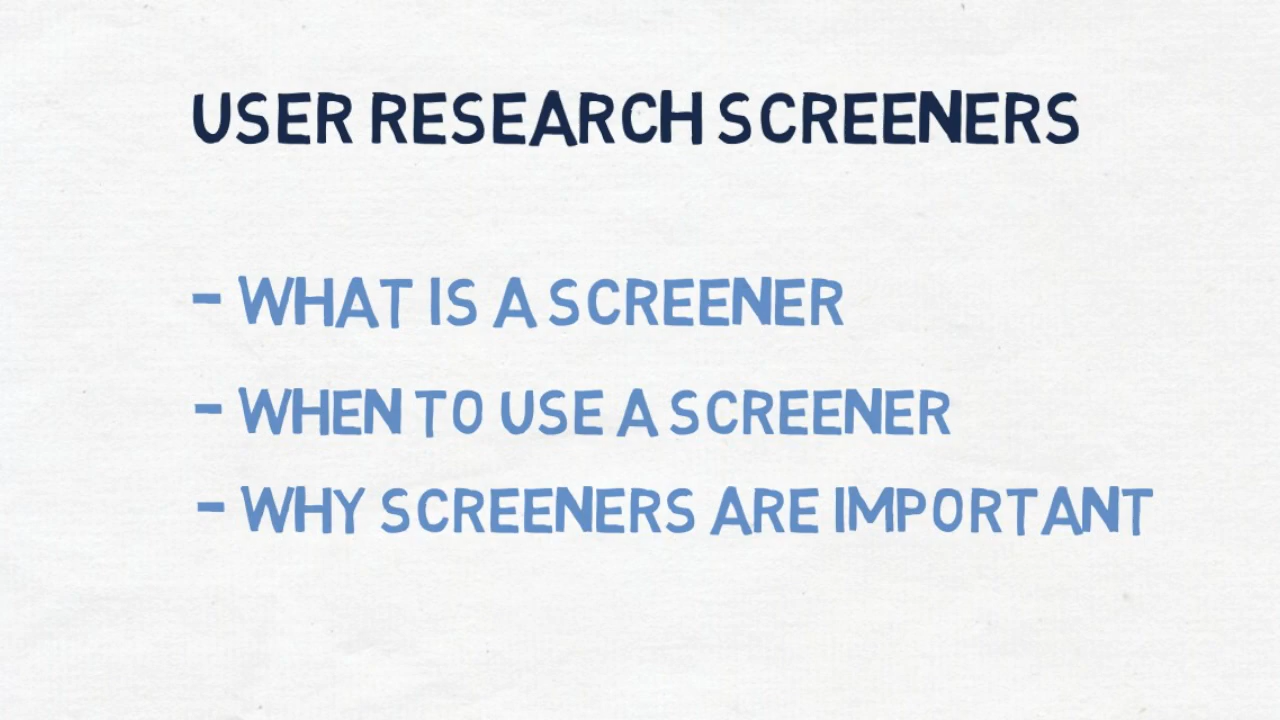 USER RESEARCH SCREENERS
- WHAT IS A SCREENER
- WHEN TO USE A SCREENER
- WHY SCREENERS ARE IMPORTANT